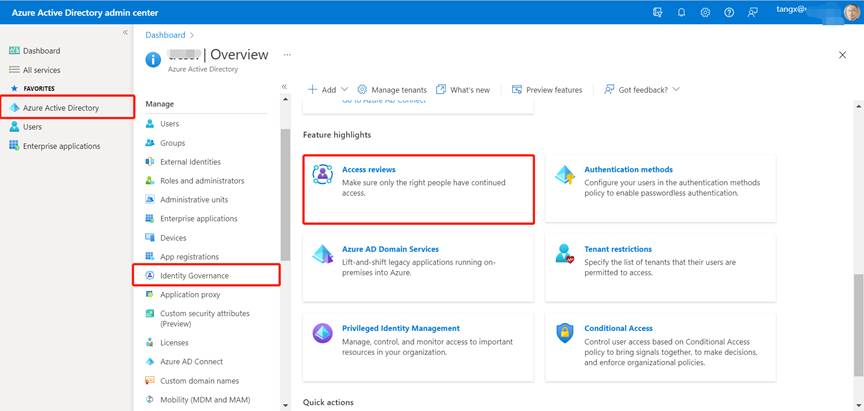 Azure Active Directory admin center
tangx@
Dashboard
All services
FAVORITES
Azure Active Directory
Users
Enterprise applications
Dashboard
| Overview
Azure Active Directory
Manage
Users
Groups
External Identities
Roles and administrators
Administrative units
Enterprise applications
Devices
App registrations
Identity Governance
Application proxy
Custom security attributes
(Preview)
Licenses
Azure AD Connect
Custom domain names
Mobility (MDM and MAM)
Add
Manage tenants
What's new
Preview features
Got feedback?
Go to Azure AD Connect
Feature highlights
Access reviews
Make sure only the right people have continued
access.
Authentication methods
Configure your users in the authentication methods
policy to enable passwordless authentication.
Azure AD Domain Services
Lift-and-shift legacy applications running on-
premises into Azure.
Tenant restrictions
Specify the list of tenants that their users are
permitted to access.
Privileged Identity Management
Manage, control, and monitor access to important
resources in your organization.
Conditional Access
Control user access based on Conditional Access
policy to bring signals together, to make decisions,
and enforce organizational policies.
Quick actions